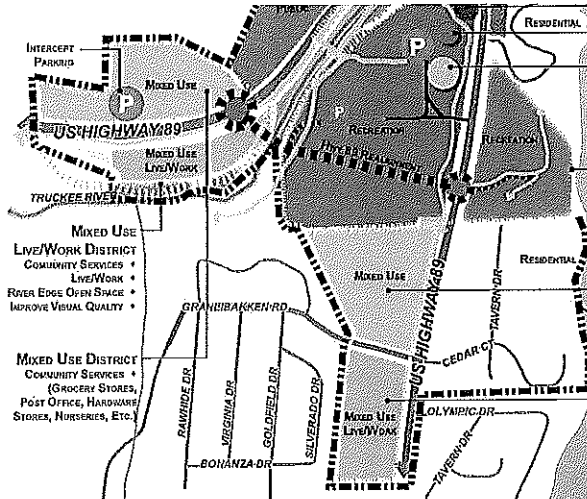 PUBLIC
RESIDENTIAL
INTERCEPT
PARKING
MIXED USE
P
P
P
US HIGHWAY 89
RECREATION
RECREATION
MIXED USE
LIVE/WORK
TRUCKEE RIVER
MIXED USE
LIVE/WORK DISTRICT
COMMUNITY SERVICES •
LIVE/WORK •
RIVER EDGE OPEN SPACE •
IMPROVE VISUAL QUALITY •
MIXED USE
US HIGHWAY 89
RESIDENTIAL
TAVERN DR
GRANLIBAKKEN RD
CEDAR CT
MIXED USE DISTRICT
COMMUNITY SERVICES •
(GROCERY STORES,
POST OFFICE, HARDWARE
STORES, NURSERIES, ETC.)
RAWHIDE DR
VIRGINIA DR
GOLDFIELD DR
SILVERADO DR
BONANZA DR
MIXED USE
LIVE/WORK
OLYMPIC DR
TAVERN DR